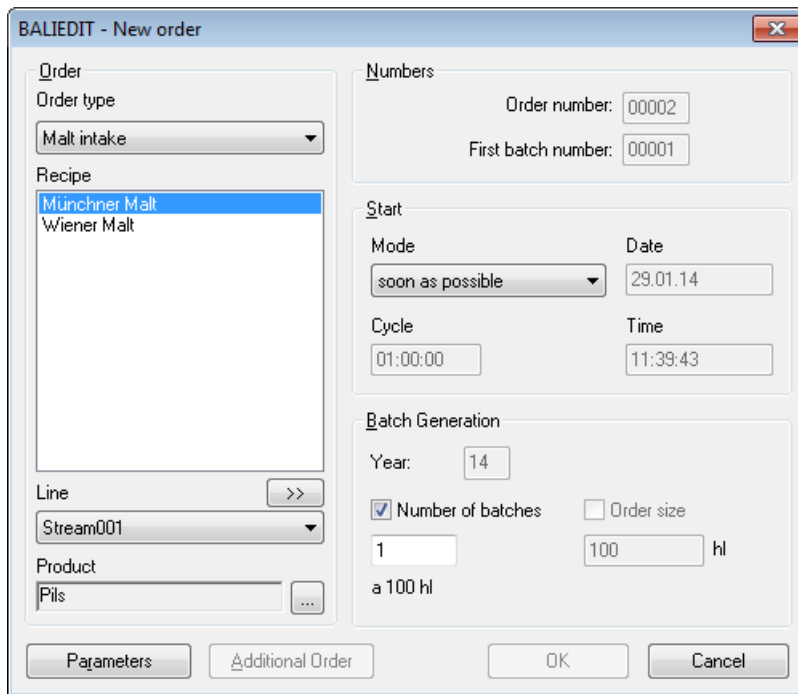 BALIEDIT - New order
Order
Order type
Malt intake
Recipe
Münchner Malt
Wiener Malt
Line
>>
Stream001
Product
Pils
...
Numbers
Order number: 00002
First batch number: 00001
Start
Mode
Date
soon as possible
29.01.14
Cycle
Time
01:00:00
11:39:43
Batch Generation
Year: 14
Number of batches
Order size
1
100 hl
a 100 hl
Parameters
Additional Order
OK
Cancel